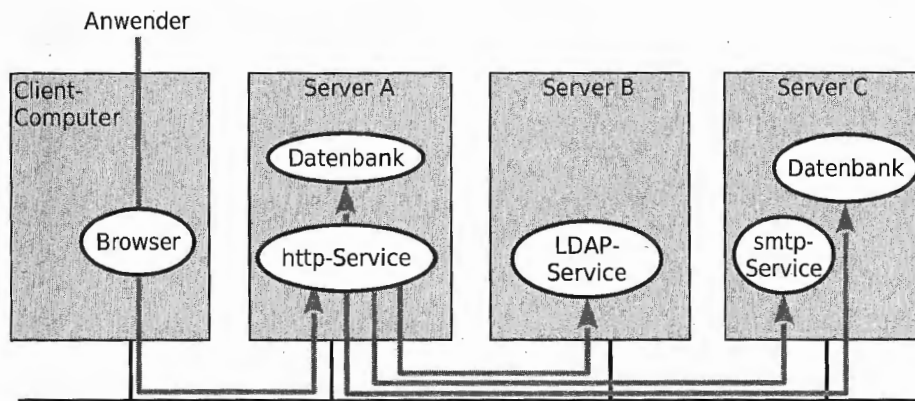 Anwender
Client-
Computer
Browser
Server A
Datenbank
http-Service
Server B
LDAP-
Service
Server C
Datenbank
smtp-
Service